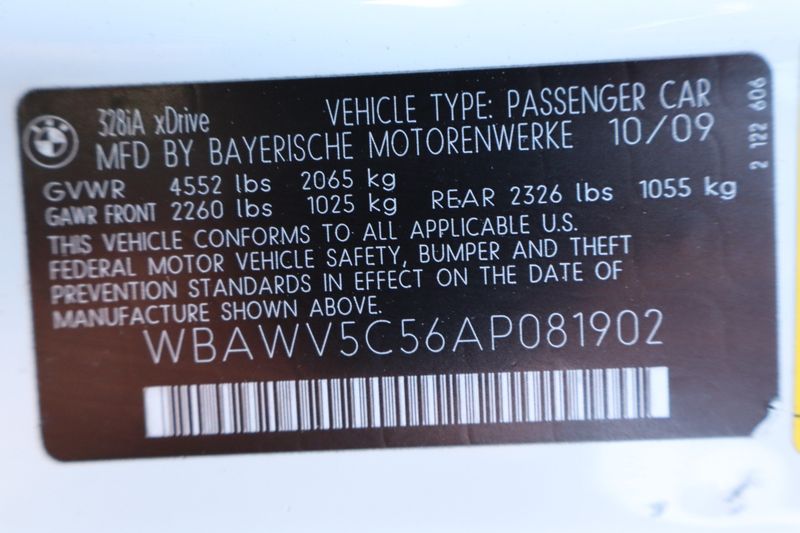 BMW
328iA xDrive VEHICLE TYPE: PASSENGER CAR
MFD BY BAYERISCHE MOTORENWERKE 10/09
GVWR 4552 lbs 2065 kg
GAWR FRONT 2260 lbs 1025 kg REAR 2326 lbs 1055 kg
THIS VEHICLE CONFORMS TO ALL APPLICABLE U.S.
FEDERAL MOTOR VEHICLE SAFETY, BUMPER AND THEFT
PREVENTION STANDARDS IN EFFECT ON THE DATE OF
MANUFACTURE SHOWN ABOVE.
WBAWV5C56AP081902
2 122 606